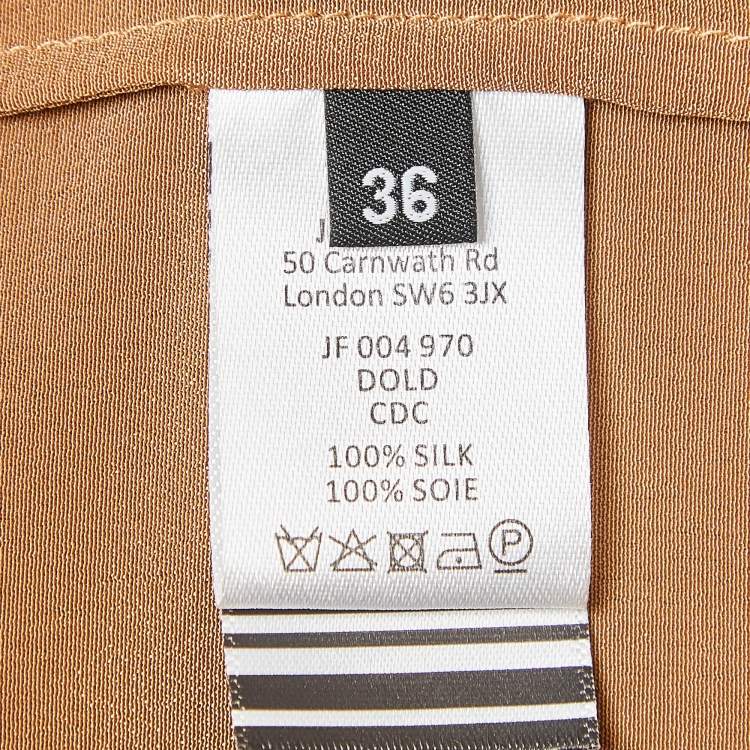 36
J
50 Carnwath Rd
London SW6 3JX
JF 004 970
DOLD
CDC
100% SILK
100% SOIE
P